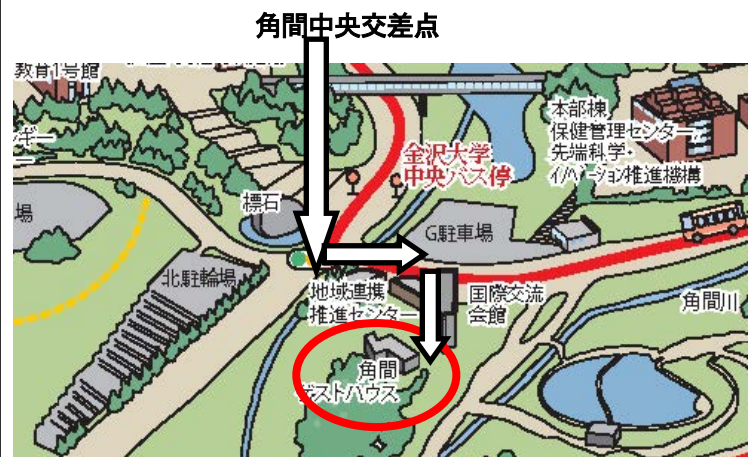 角間中央交差点
教育1号館
ギー
ー
本部棟
保健管理センター
先端科学・
イノベーション推進機構
金沢大学
中央バス停
標石
場
G駐車場
北駐輪場
地域連携
推進センター
国際交流
会館
角間川
角間
ゲストハウス